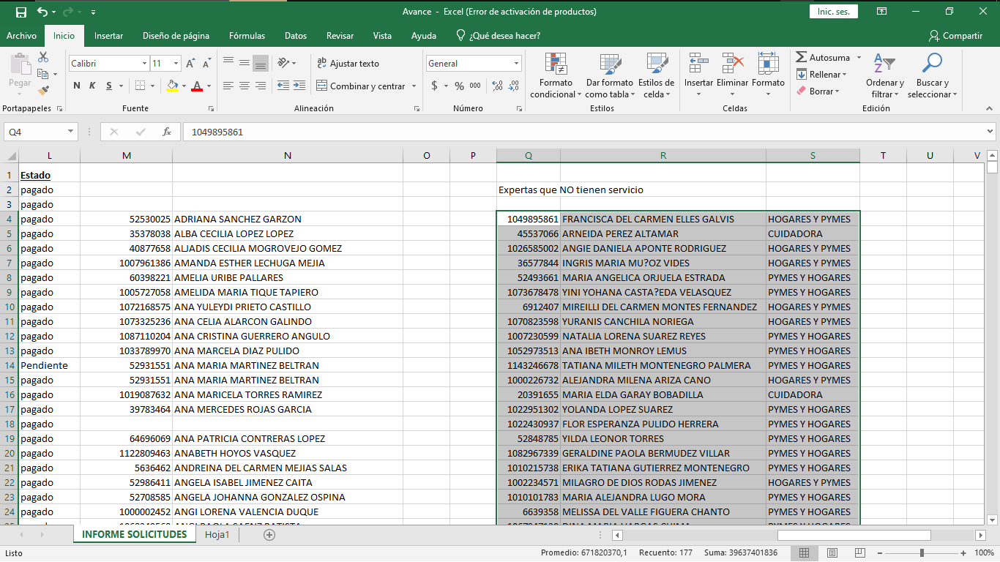 Avance - Excel (Error de activación de productos)
Inic. ses.
Archivo Inicio Insertar Diseño de página Fórmulas Datos Revisar Vista Ayuda ¿Qué desea hacer? Compartir
Pegar
Calibri 11
Ajustar texto
General
Formato condicional
Dar formato como tabla
Estilos de celda
Insertar Eliminar Formato
Autosuma
Rellenar
Borrar
Ordenar y filtrar
Buscar y seleccionar
N K S
Combinar y centrar
$ % 000
Portapapeles Fuente Alineación Número Estilos Celdas Edición
Q4 fx 1049895861
L M N O P Q R S T U V
1 Estado
2 pagado Expertas que NO tienen servicio
3 pagado
4 pagado 52530025 ADRIANA SANCHEZ GARZON 1049895861 FRANCISCA DEL CARMEN ELLES GALVIS HOGARES Y PYMES
5 pagado 35378038 ALBA CECILIA LOPEZ LOPEZ 45537066 ARNEIDA PEREZ ALTAMAR CUIDADORA
6 pagado 40877658 ALJADIS CECILIA MOGROVEJO GOMEZ 1026585002 ANGIE DANIELA APONTE RODRIGUEZ HOGARES Y PYMES
7 pagado 1007961386 AMANDA ESTHER LECHUGA MEJIA 36577844 INGRIS MARIA MU?OZ VIDES HOGARES Y PYMES
8 pagado 60398221 AMELIA URIBE PALLARES 52493661 MARIA ANGELICA ORJUELA ESTRADA PYMES Y HOGARES
9 pagado 1005727058 AMELIDA MARIA TIQUE TAPIERO 1073678478 YINI YOHANA CASTA?EDA VELASQUEZ PYMES Y HOGARES
10 pagado 1072168575 ANA YULEYDI PRIETO CASTILLO 6912407 MIREILLI DEL CARMEN MONTES FERNANDEZ HOGARES Y PYMES
11 pagado 1073325236 ANA CELIA ALARCON GALINDO 1070823598 YURANIS CANCHILA NORIEGA HOGARES Y PYMES
12 pagado 1087110204 ANA CRISTINA GUERRERO ANGULO 1007230599 NATALIA LORENA SUAREZ REYES PYMES Y HOGARES
13 pagado 1033789970 ANA MARCELA DIAZ PULIDO 1052973513 ANA IBETH MONROY LEMUS PYMES Y HOGARES
14 Pendiente 52931551 ANA MARIA MARTINEZ BELTRAN 1143246678 TATIANA MILETH MONTENEGRO PALMERA PYMES Y HOGARES
15 pagado 52931551 ANA MARIA MARTINEZ BELTRAN 1000226732 ALEJANDRA MILENA ARIZA CANO HOGARES Y PYMES
16 pagado 1019087632 ANA MARICELA TORRES RAMIREZ 20391655 MARIA ELDA GARAY BOBADILLA CUIDADORA
17 pagado 39783464 ANA MERCEDES ROJAS GARCIA 1022951302 YOLANDA LOPEZ SUAREZ PYMES Y HOGARES
18 pagado 1022430937 FLOR ESPERANZA PULIDO HERRERA PYMES Y HOGARES
19 pagado 64696069 ANA PATRICIA CONTRERAS LOPEZ 52848785 YILDA LEONOR TORRES PYMES Y HOGARES
20 pagado 1122809463 ANABETH HOYOS VASQUEZ 1082967339 GERALDINE PAOLA BERMUDEZ VILLAR PYMES Y HOGARES
21 pagado 5636462 ANDREINA DEL CARMEN MEJIAS SALAS 1010215738 ERIKA TATIANA GUTIERREZ MONTENEGRO PYMES Y HOGARES
22 pagado 52986411 ANGELA ISABEL JIMENEZ CAITA 1002234571 MILAGRO DE DIOS RODAS JIMENEZ HOGARES Y PYMES
23 pagado 52708585 ANGELA JOHANNA GONZALEZ OSPINA 1010101783 MARIA ALEJANDRA LUGO MORA PYMES Y HOGARES
24 pagado 1000002452 ANGI LORENA VALENCIA DUQUE 6639358 MELISSA DEL VALLE FIGUERA CHANTO PYMES Y HOGARES
INFORME SOLICITUDES Hoja1
Listo Promedio: 671820370,1 Recuento: 177 Suma: 39637401836 100%